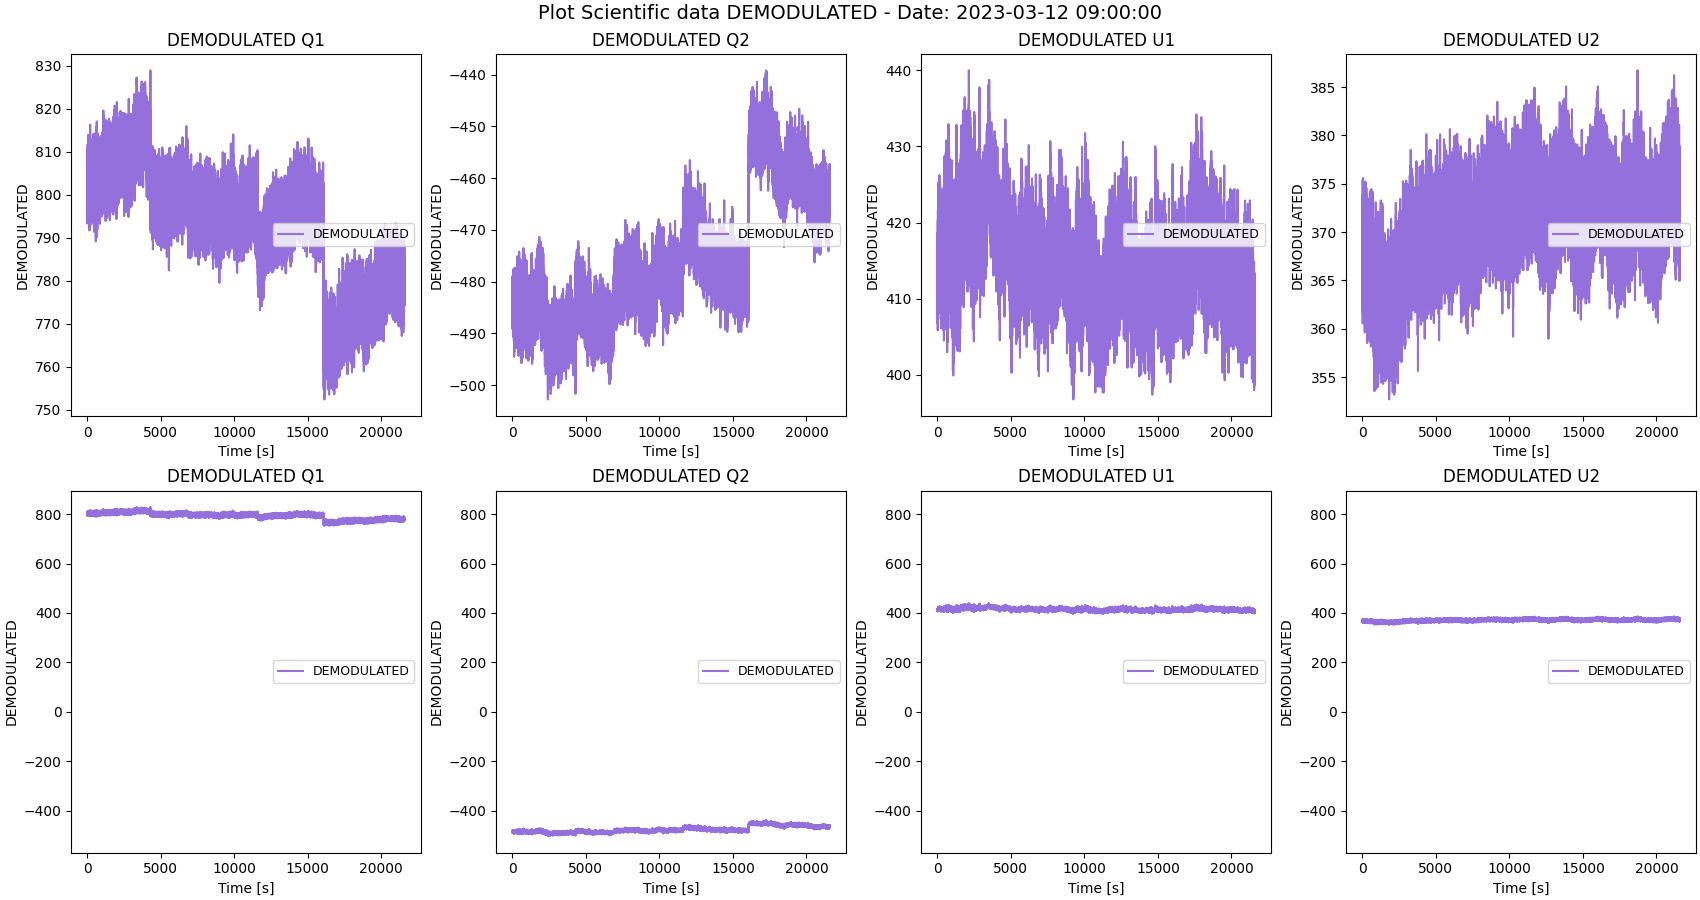 Plot Scientific data DEMODULATED - Date: 2023-03-12 09:00:00
DEMODULATED Q1
DEMODULATED
830
820
810
800
790
780
770
760
750
0 5000 10000 15000 20000
Time [s]
DEMODULATED
DEMODULATED Q2
DEMODULATED
−440
−450
−460
−470
−480
−490
−500
0 5000 10000 15000 20000
Time [s]
DEMODULATED
DEMODULATED U1
DEMODULATED
440
430
420
410
400
0 5000 10000 15000 20000
Time [s]
DEMODULATED
DEMODULATED U2
DEMODULATED
385
380
375
370
365
360
355
0 5000 10000 15000 20000
Time [s]
DEMODULATED
DEMODULATED Q1
DEMODULATED
800
600
400
200
0
−200
−400
0 5000 10000 15000 20000
Time [s]
DEMODULATED
DEMODULATED Q2
DEMODULATED
800
600
400
200
0
−200
−400
0 5000 10000 15000 20000
Time [s]
DEMODULATED
DEMODULATED U1
DEMODULATED
800
600
400
200
0
−200
−400
0 5000 10000 15000 20000
Time [s]
DEMODULATED
DEMODULATED U2
DEMODULATED
800
600
400
200
0
−200
−400
0 5000 10000 15000 20000
Time [s]
DEMODULATED